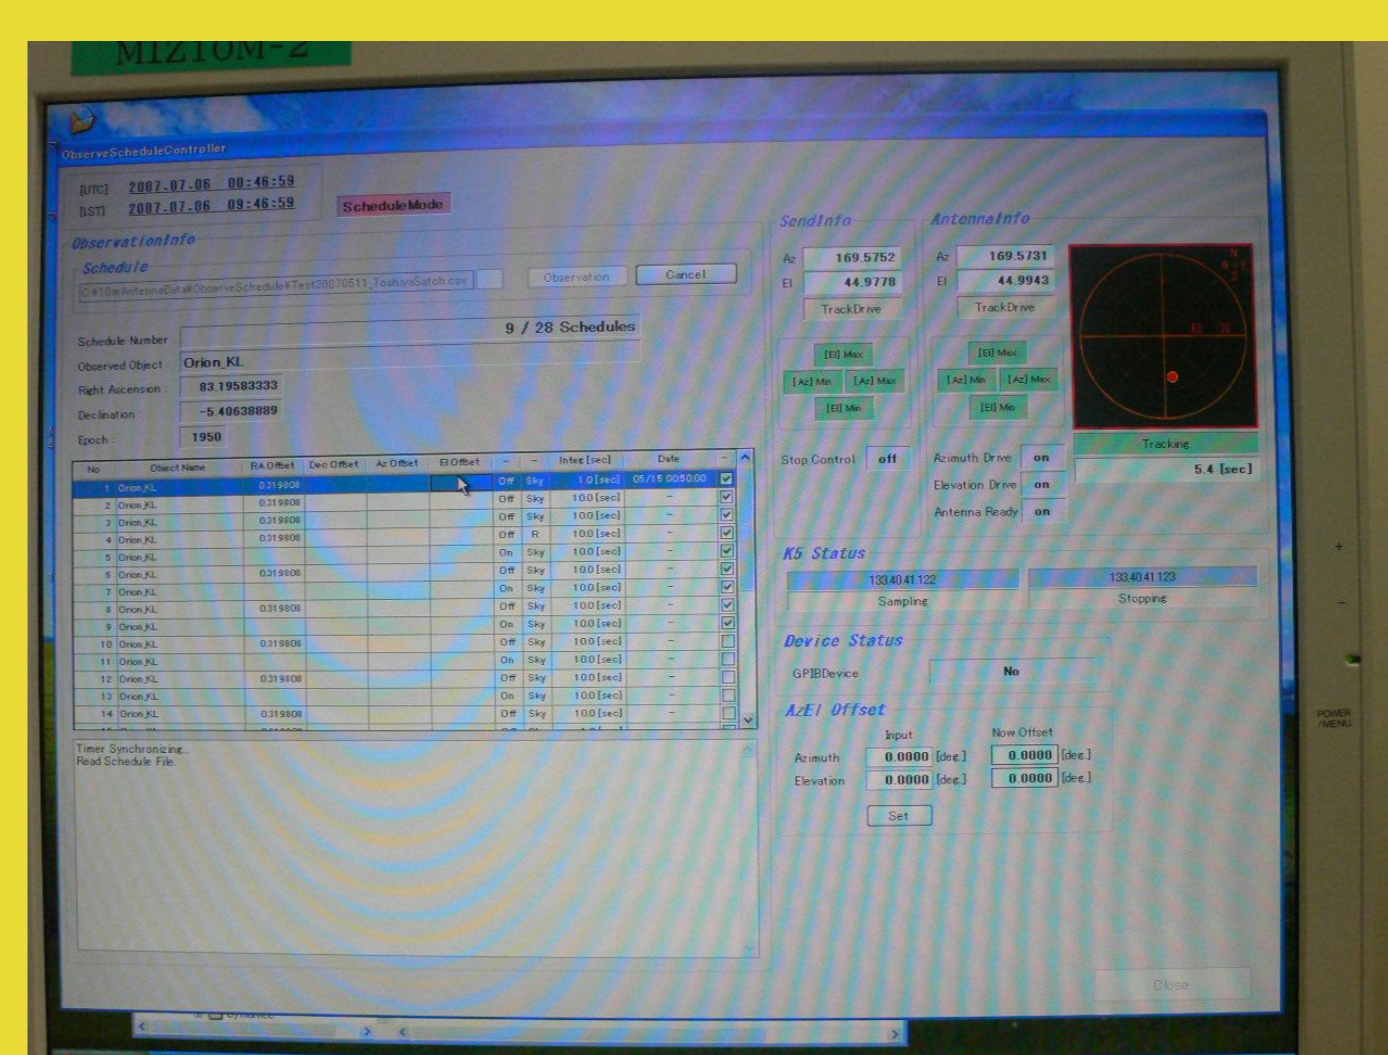 MIZTOM-2
ObserveScheduleController
[UTC] 2007.07.06 00:46:59
[LST] 2007.07.06 09:46:59
ScheduleMode
ObservationInfo
Schedule
C:¥10mAntennaData¥ObserveSchedule¥Test20070511_ToshiyaSatoh.csv
Observation
Cancel
Schedule Number 9 / 28 Schedules
Observed Object : Orion_KL
Right Ascension : 83.19583333
Declination : -5.40638889
Epoch : 1950
No Object Name RA Offset Dec Offset Az Offset El Offset - - Integ.[sec] Date -
1 Orion_KL 0.319808 Off Sky 1.0 [sec] 05/15 00:50:00
2 Orion_KL 0.319808 Off Sky 10.0 [sec] -
3 Orion_KL 0.319808 Off Sky 10.0 [sec] -
4 Orion_KL 0.319808 Off R 10.0 [sec] -
5 Orion_KL On Sky 10.0 [sec] -
6 Orion_KL 0.319808 Off Sky 10.0 [sec] -
7 Orion_KL On Sky 10.0 [sec] -
8 Orion_KL 0.319808 Off Sky 10.0 [sec] -
9 Orion_KL On Sky 10.0 [sec] -
10 Orion_KL 0.319808 Off Sky 10.0 [sec] -
11 Orion_KL On Sky 10.0 [sec] -
12 Orion_KL 0.319808 Off Sky 10.0 [sec] -
13 Orion_KL On Sky 10.0 [sec] -
14 Orion_KL 0.319808 Off Sky 10.0 [sec] -
Timer Synchronizing...
Read Schedule File
SendInfo
Az 169.5752
El 44.9778
TrackDrive
[El] Max
[Az] Min [Az] Max
[El] Min
Stop Control off
AntennaInfo
Az 169.5731
El 44.9943
TrackDrive
[El] Max
[Az] Min [Az] Max
[El] Min
Azimuth Drive on
Elevation Drive on
Antenna Ready on
N
S
Tracking
5.4 [sec]
K5 Status
133.40.41.122 133.40.41.123
Sampling Stopping
Device Status
GPIBDevice No
AzEl Offset
Input Now Offset
Azimuth 0.0000 [deg.] 0.0000 [deg.]
Elevation 0.0000 [deg.] 0.0000 [deg.]
Set
Close
POWER
/MENU